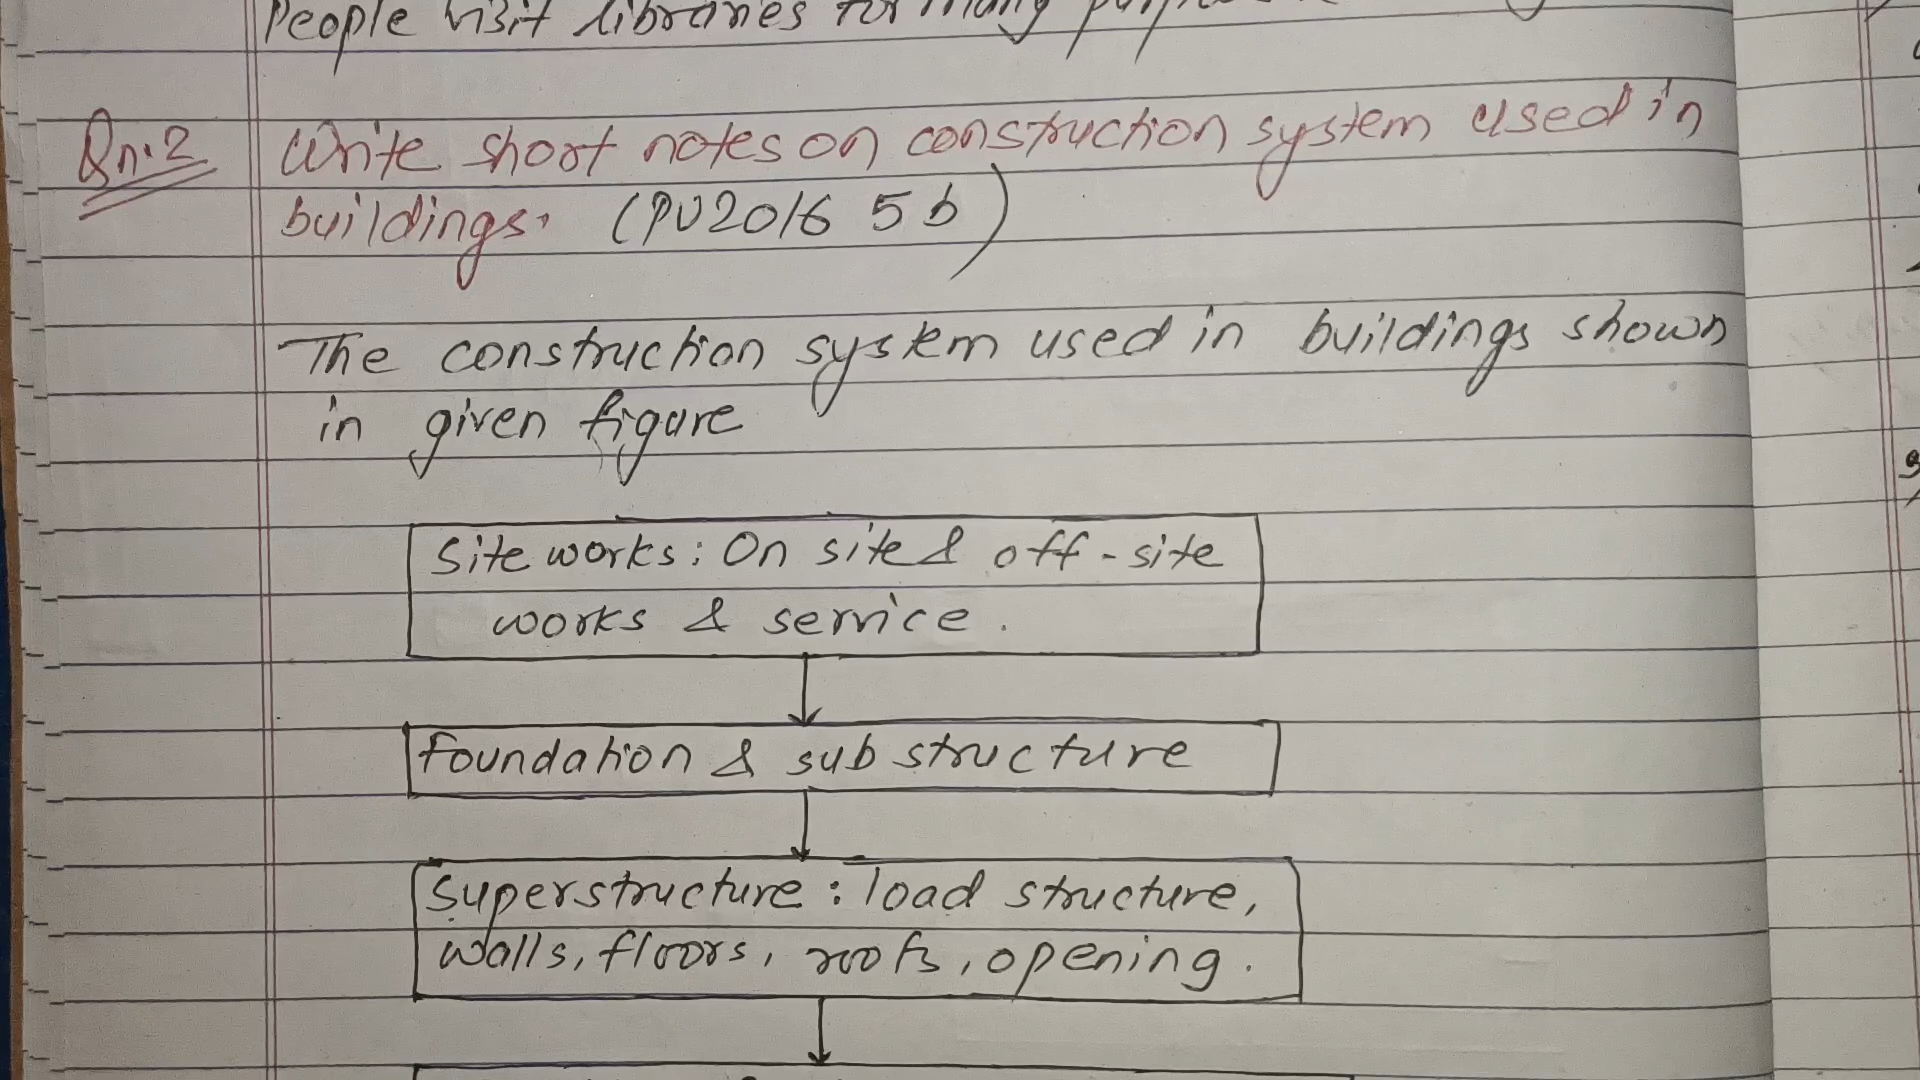 People visit libraries for many
Qn.2 Write short notes on construction system used in
buildings. (PU2016 5b)
The construction system used in buildings shown
in given figure
Site works: On site & off-site
works & service.
foundation & sub structure
superstructure: load structure,
walls, floors, roofs, opening.